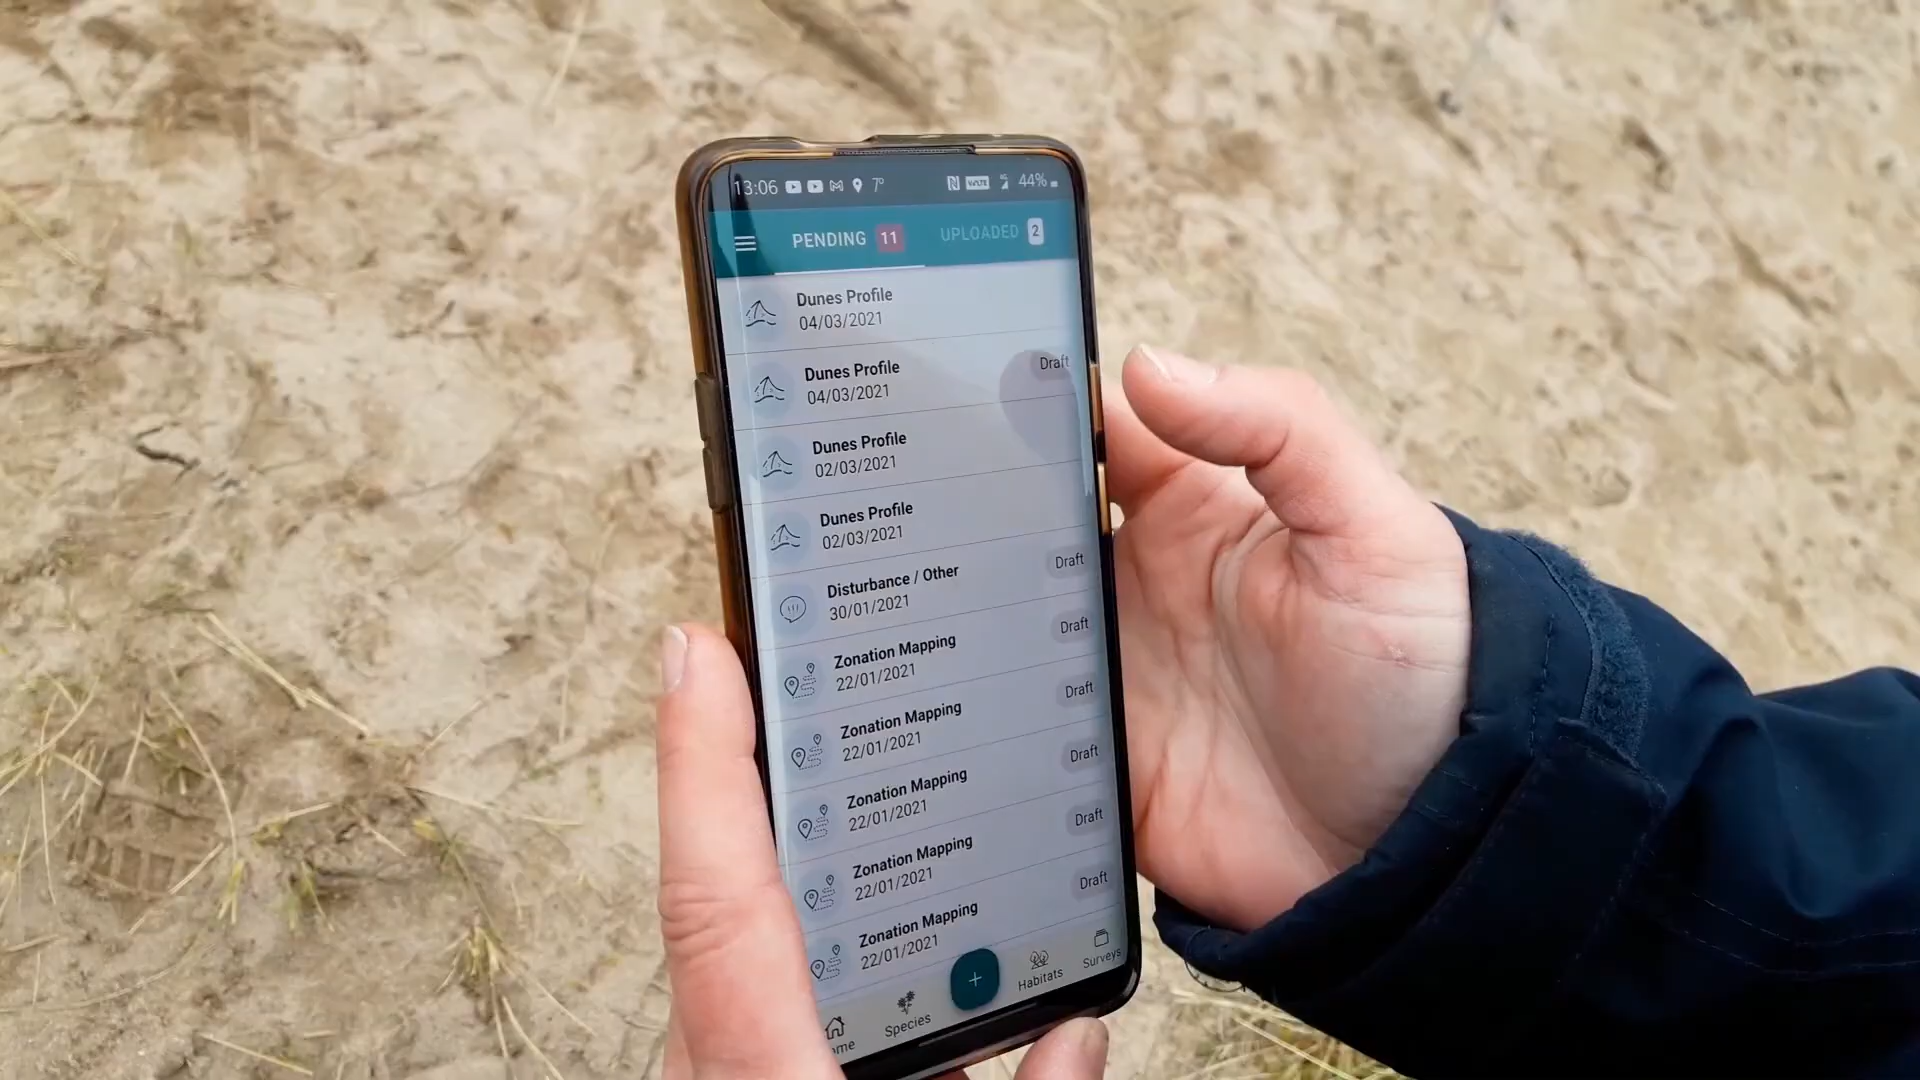 13:06 7° VoLTE 44%
PENDING 11 UPLOADED 2
Dunes Profile
04/03/2021
Dunes Profile
04/03/2021
Draft
Dunes Profile
02/03/2021
Dunes Profile
02/03/2021
Disturbance / Other
30/01/2021
Draft
Zonation Mapping
22/01/2021
Draft
Zonation Mapping
22/01/2021
Draft
Zonation Mapping
22/01/2021
Draft
Zonation Mapping
22/01/2021
Draft
Zonation Mapping
22/01/2021
Draft
ome Species + Habitats Surveys